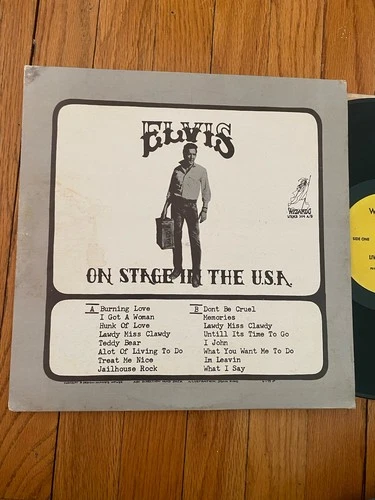 ELVIS
WIZARDO
ON STAGE IN THE U.S.A.
A Burning Love
I Got A Woman
Hunk Of Love
Lawdy Miss Clawdy
Teddy Bear
Alot Of Living To Do
Treat Me Nice
Jailhouse Rock
B Dont Be Cruel
Memories
Lawdy Miss Clawdy
Untill Its Time To Go
I John
What You Want Me To Do
Im Leavin
What I Say
SIDE ONE